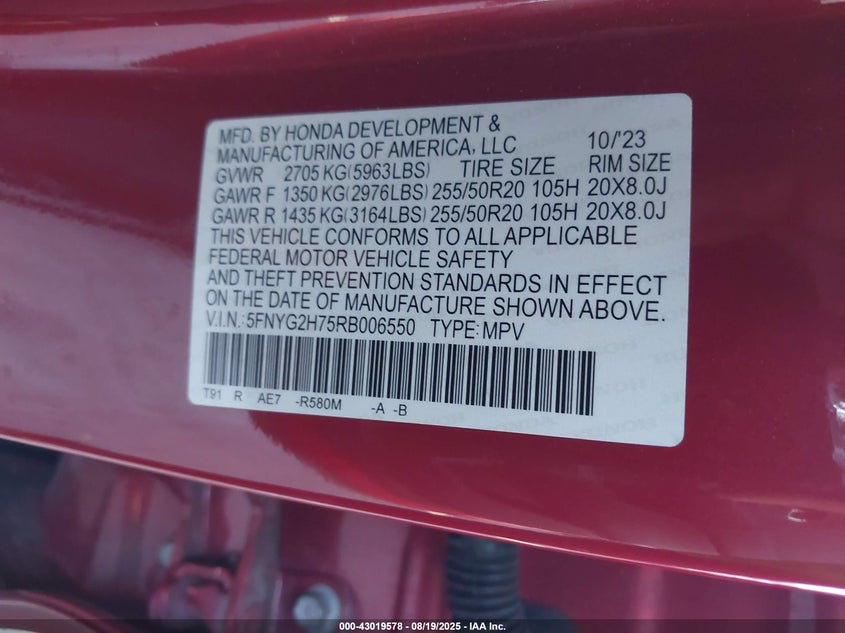 MFD. BY HONDA DEVELOPMENT &
MANUFACTURING OF AMERICA, LLC 10/'23
GVWR 2705 KG(5963LBS) TIRE SIZE RIM SIZE
GAWR F 1350 KG(2976LBS) 255/50R20 105H 20X8.0J
GAWR R 1435 KG(3164LBS) 255/50R20 105H 20X8.0J
THIS VEHICLE CONFORMS TO ALL APPLICABLE
FEDERAL MOTOR VEHICLE SAFETY
AND THEFT PREVENTION STANDARDS IN EFFECT
ON THE DATE OF MANUFACTURE SHOWN ABOVE.
V.I.N.: 5FNYG2H75RB006550 TYPE: MPV
T91 R AE7 -R580M -A -B
000-43019578 - 08/19/2025 - IAA Inc.